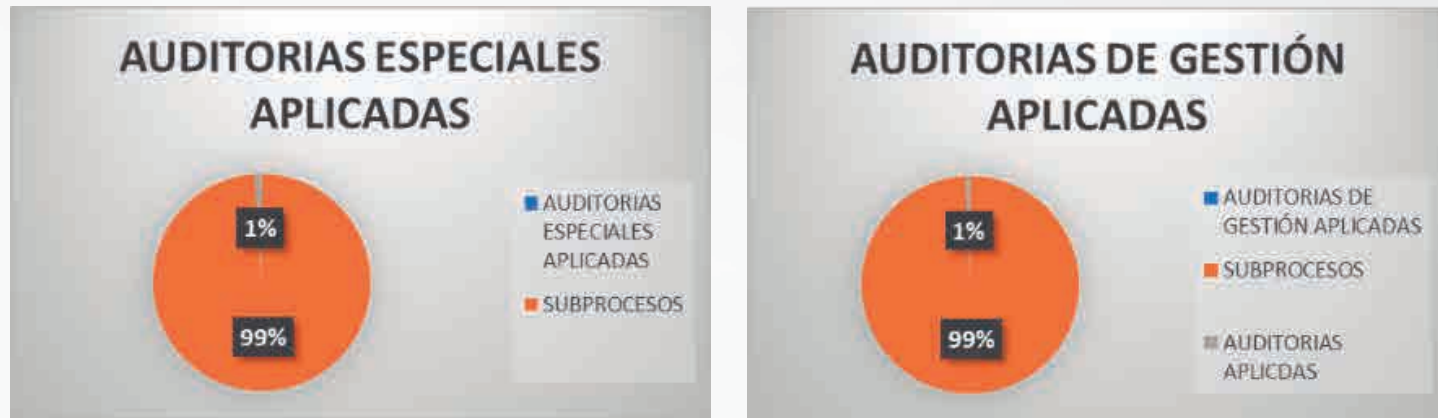 AUDITORIAS ESPECIALES
APLICADAS
1%
99%
AUDITORIAS
ESPECIALES
APLICADAS
SUBPROCESOS
AUDITORIAS DE GESTIÓN
APLICADAS
1%
99%
AUDITORIAS DE
GESTIÓN APLICADAS
SUBPROCESOS
AUDITORIAS
APLICDAS